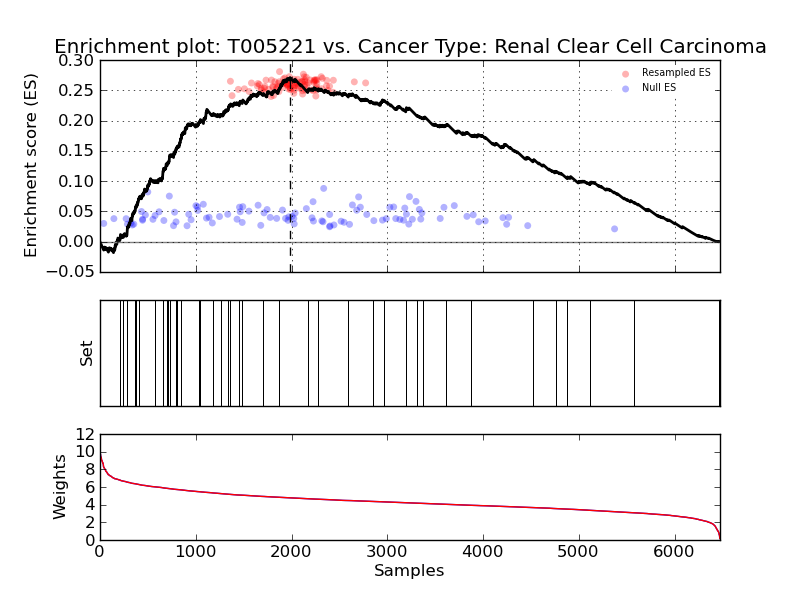 Enrichment plot: T005221 vs. Cancer Type: Renal Clear Cell Carcinoma
Enrichment score (ES)
0.30
0.25
0.20
0.15
0.10
0.05
0.00
−0.05
Resampled ES
Null ES
Set
Weights
12
10
8
6
4
2
0
0 1000 2000 3000 4000 5000 6000
Samples